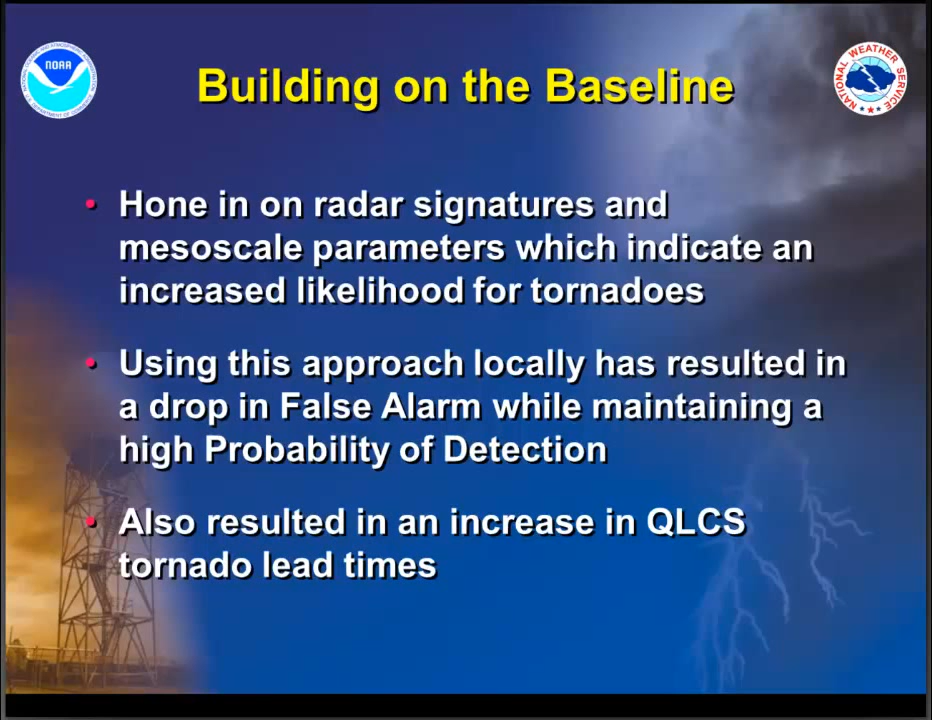 Building on the Baseline
NOAA
NATIONAL WEATHER SERVICE
• Hone in on radar signatures and
mesoscale parameters which indicate an
increased likelihood for tornadoes
• Using this approach locally has resulted in
a drop in False Alarm while maintaining a
high Probability of Detection
• Also resulted in an increase in QLCS
tornado lead times